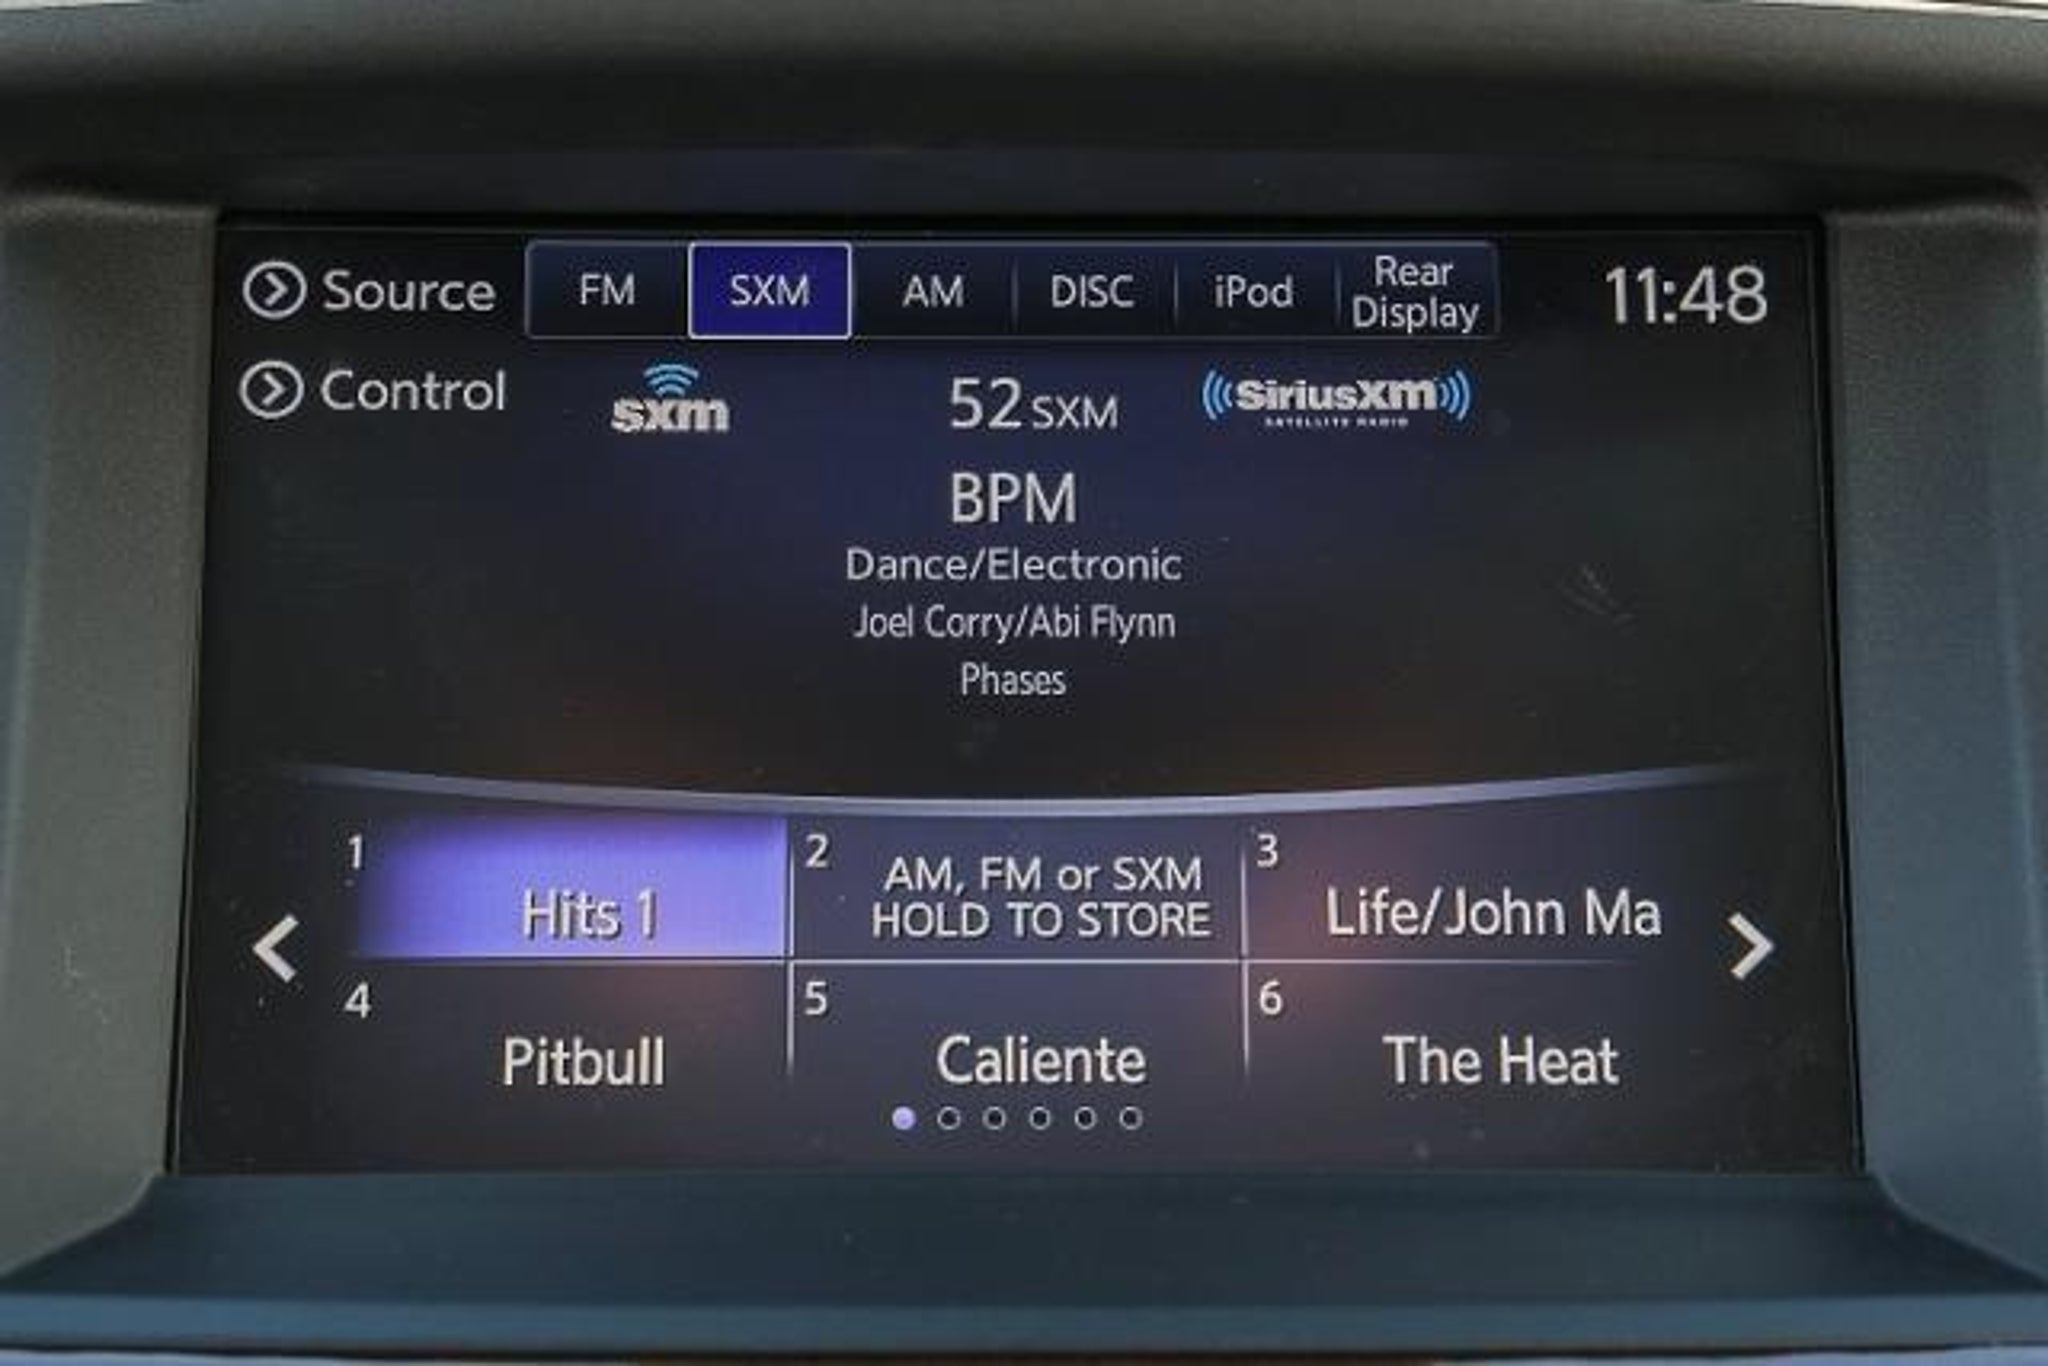 Source
FM
SXM
AM
DISC
iPod
Rear
Display
11:48
Control
sxm
52 SXM
SiriusXM
SATELLITE RADIO
BPM
Dance/Electronic
Joel Corry/Abi Flynn
Phases
1
Hits 1
2
AM, FM or SXM
HOLD TO STORE
3
Life/John Ma
4
Pitbull
5
Caliente
6
The Heat